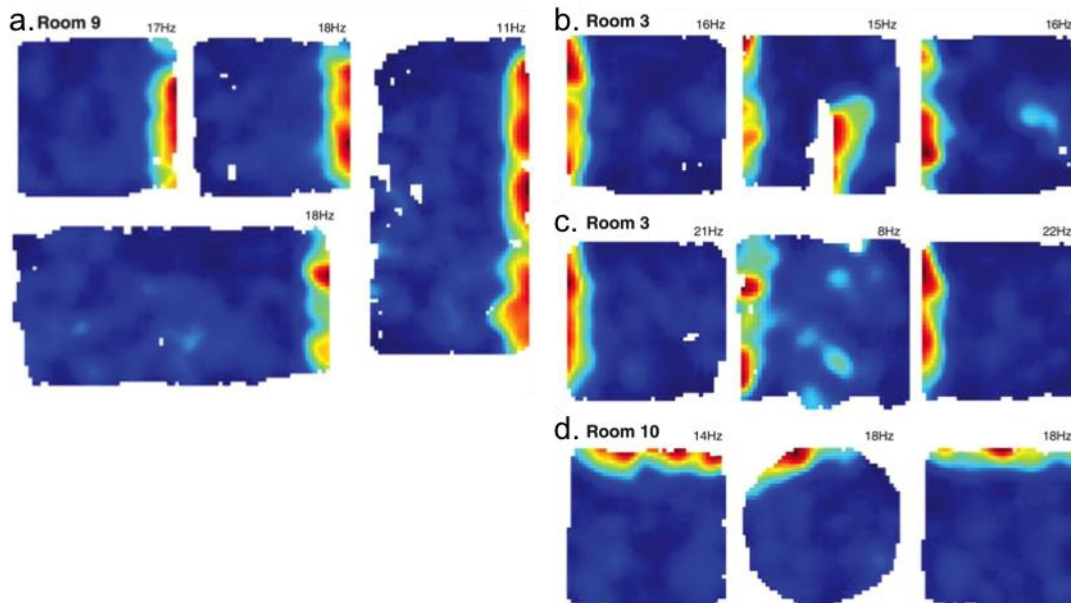 a. Room 9
17Hz
18Hz
11Hz
18Hz
b. Room 3
16Hz
15Hz
16Hz
c. Room 3
21Hz
8Hz
22Hz
d. Room 10
14Hz
18Hz
18Hz